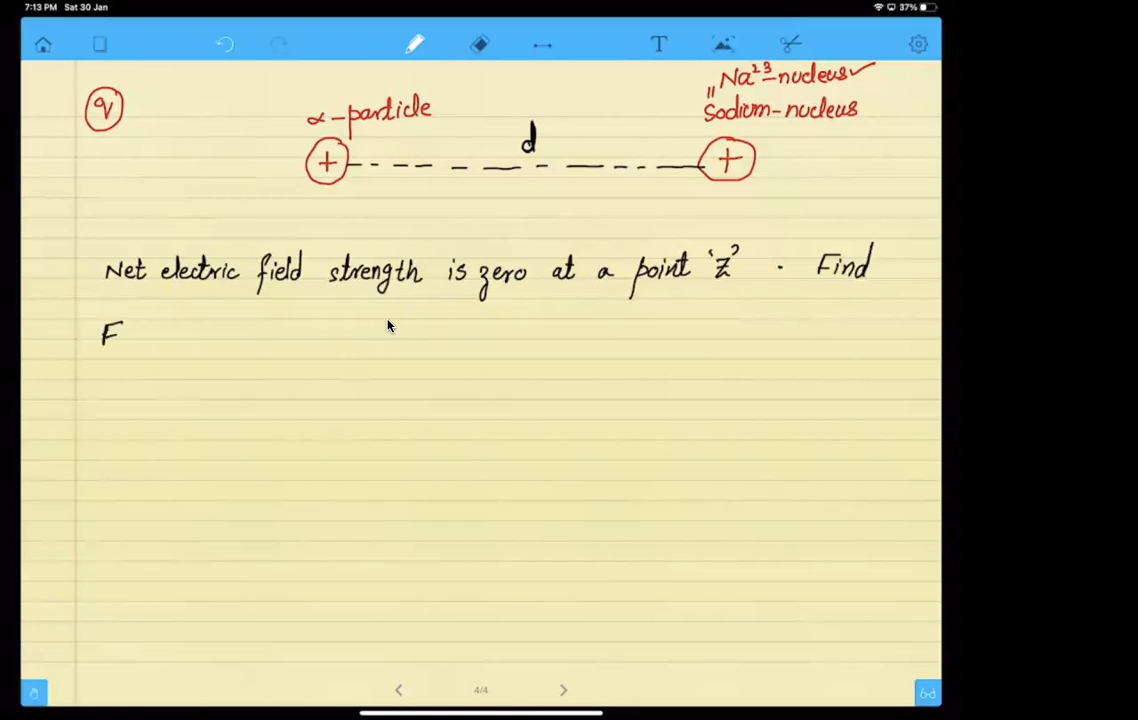 7:13 PM Sat 30 Jan
37%
T
q
α-particle
"Na²³-nucleus
Sodium-nucleus
d
+
+
Net electric field strength is zero at a point 'Z' . Find
F
4/4